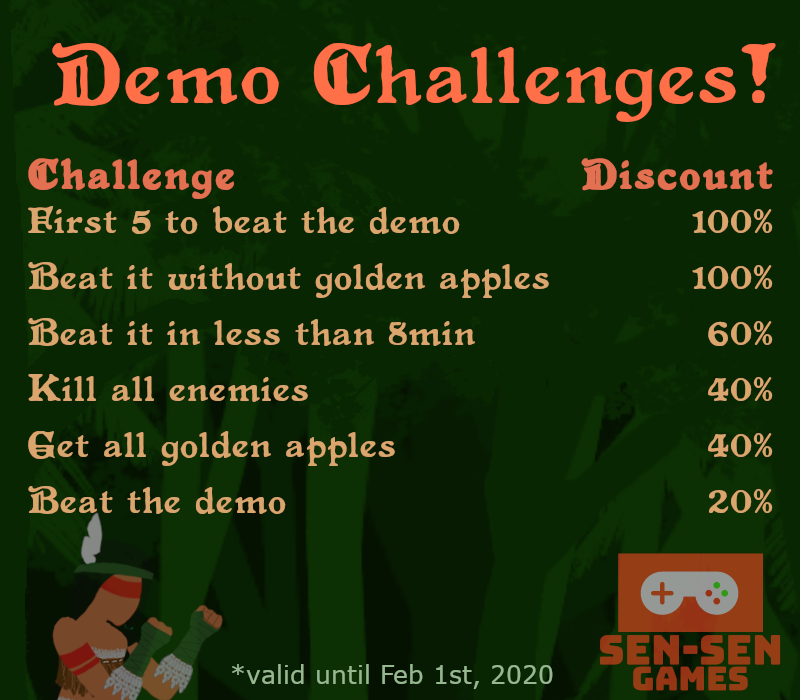 Demo Challenges!
Challenge Discount
First 5 to beat the demo 100%
Beat it without golden apples 100%
Beat it in less than 8min 60%
Kill all enemies 40%
Get all golden apples 40%
Beat the demo 20%
SEN-SEN
GAMES
*valid until Feb 1st, 2020